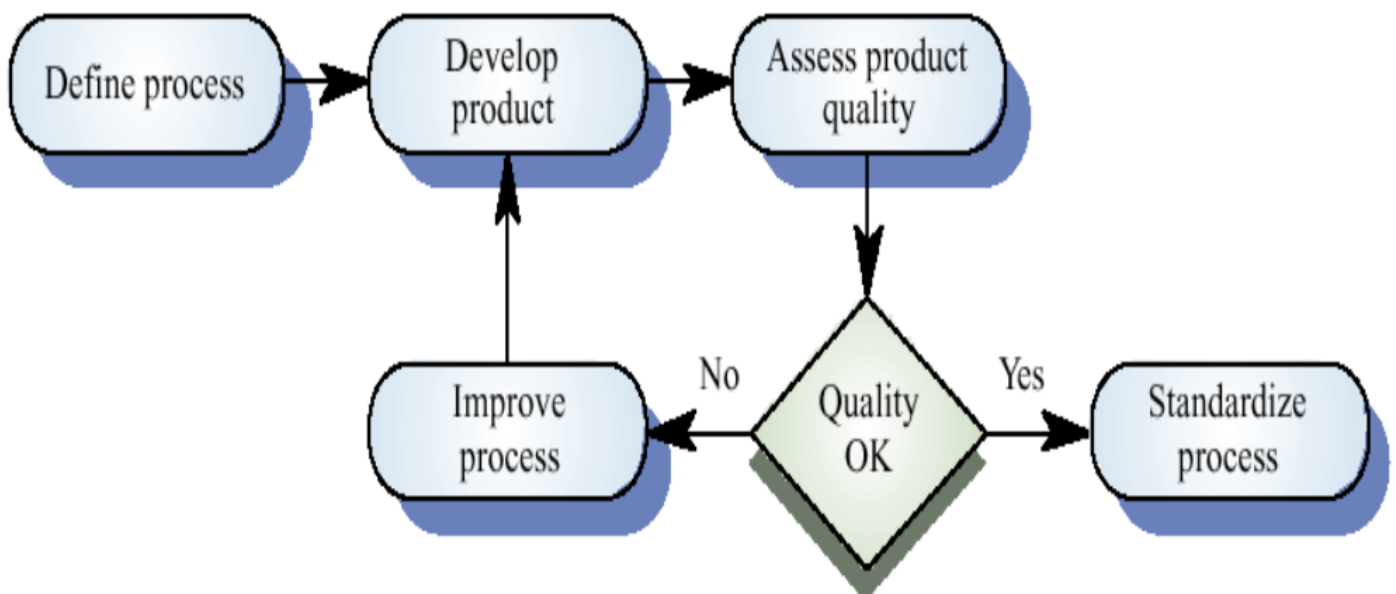 Define process
Develop
product
Assess product
quality
No
Yes
Improve
process
Quality
OK
Standardize
process